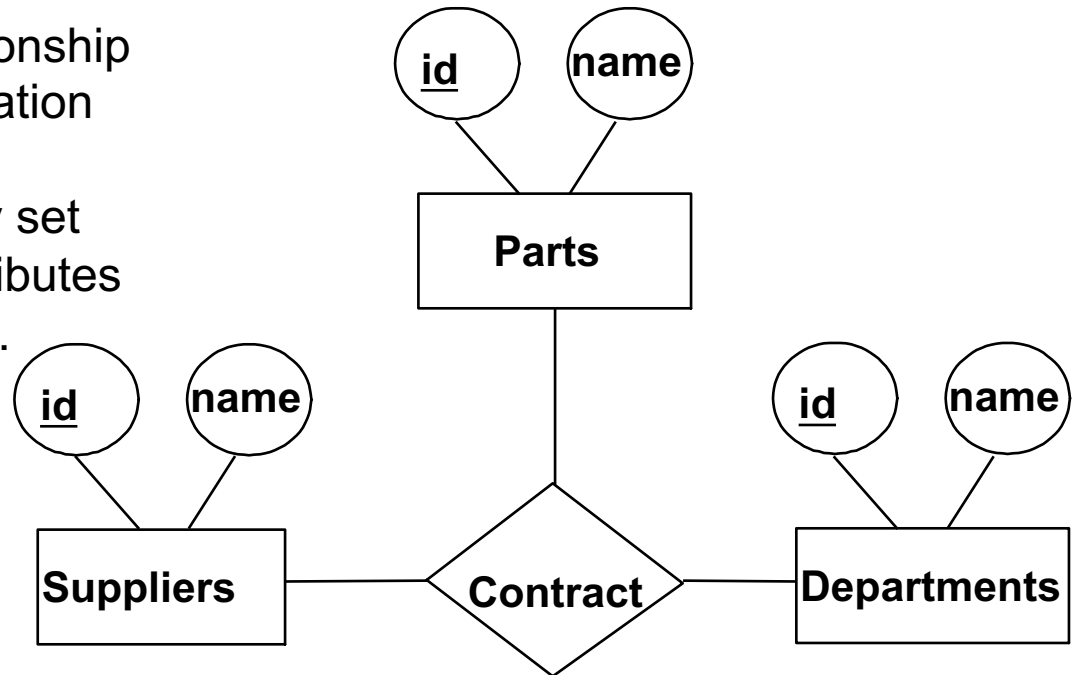 onship
ation
set
ibutes
.
id name
Parts
id name
id name
Suppliers
Contract
Departments